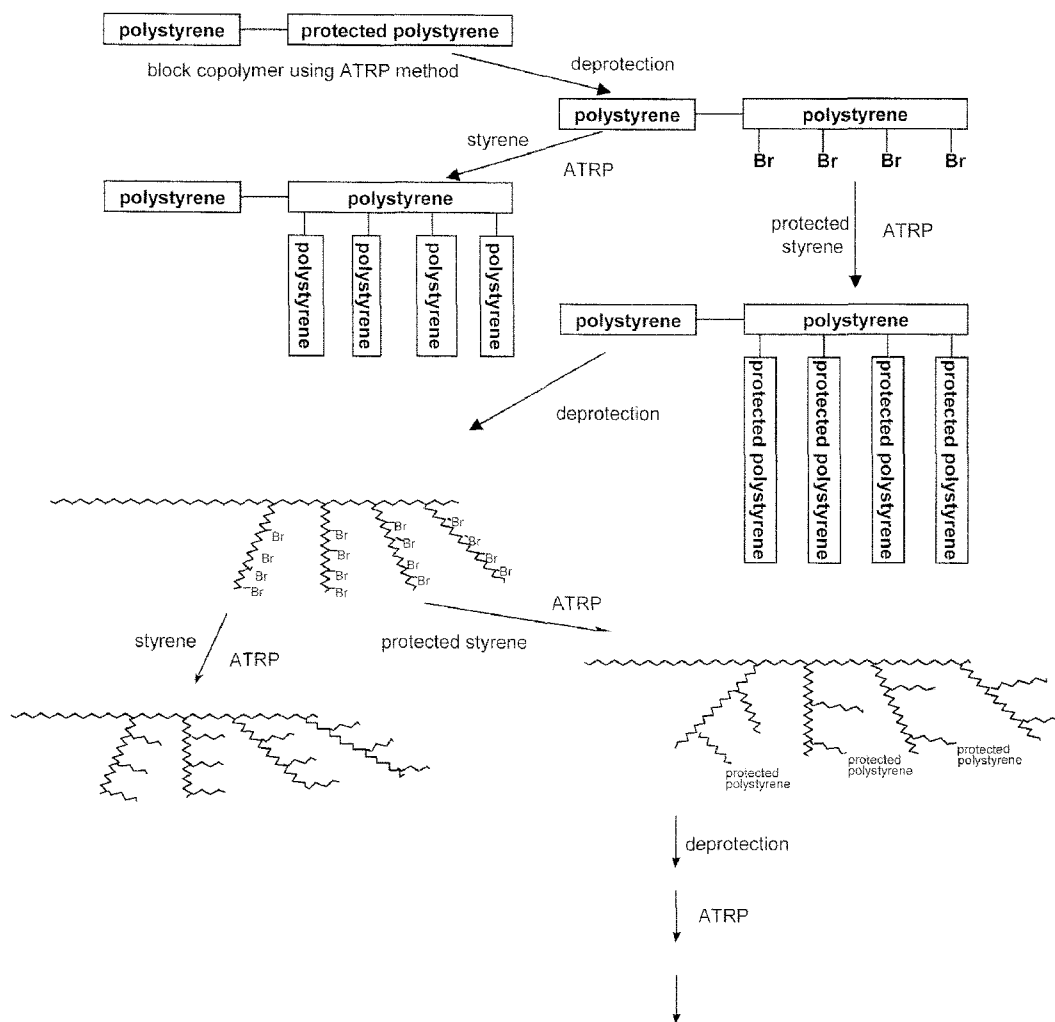 polystyrene protected polystyrene
block copolymer using ATRP method
deprotection
polystyrene polystyrene
Br Br Br Br
styrene
ATRP
polystyrene polystyrene
polystyrene polystyrene polystyrene polystyrene
protected
styrene
ATRP
polystyrene polystyrene
protected polystyrene protected polystyrene protected polystyrene protected polystyrene
deprotection
Br Br Br Br
Br Br Br Br
Br Br Br Br
Br Br Br Br
styrene
ATRP
protected styrene
ATRP
protected
polystyrene
protected
polystyrene
protected
polystyrene
deprotection
ATRP